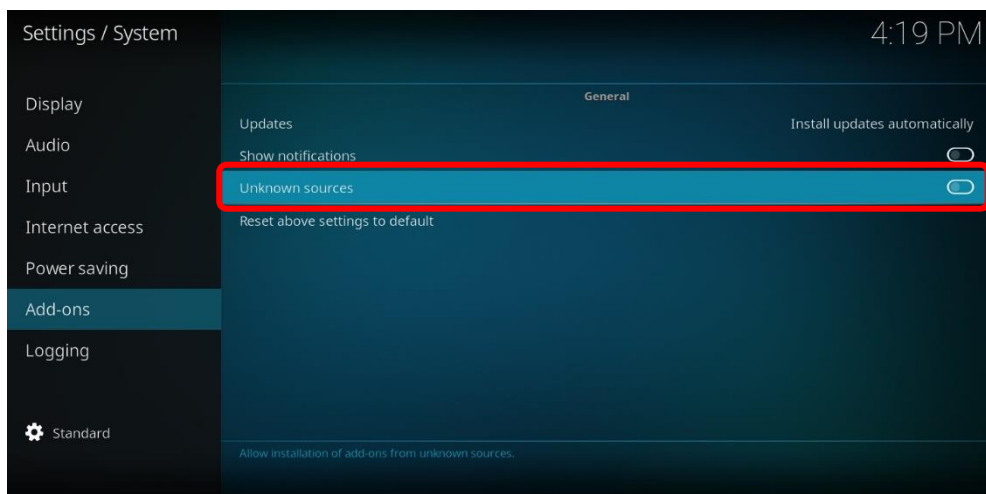 Settings / System
4:19 PM
Display
Audio
Input
Internet access
Power saving
Add-ons
Logging
Standard
General
Updates Install updates automatically
Show notifications
Unknown sources
Reset above settings to default
Allow installation of add-ons from unknown sources.